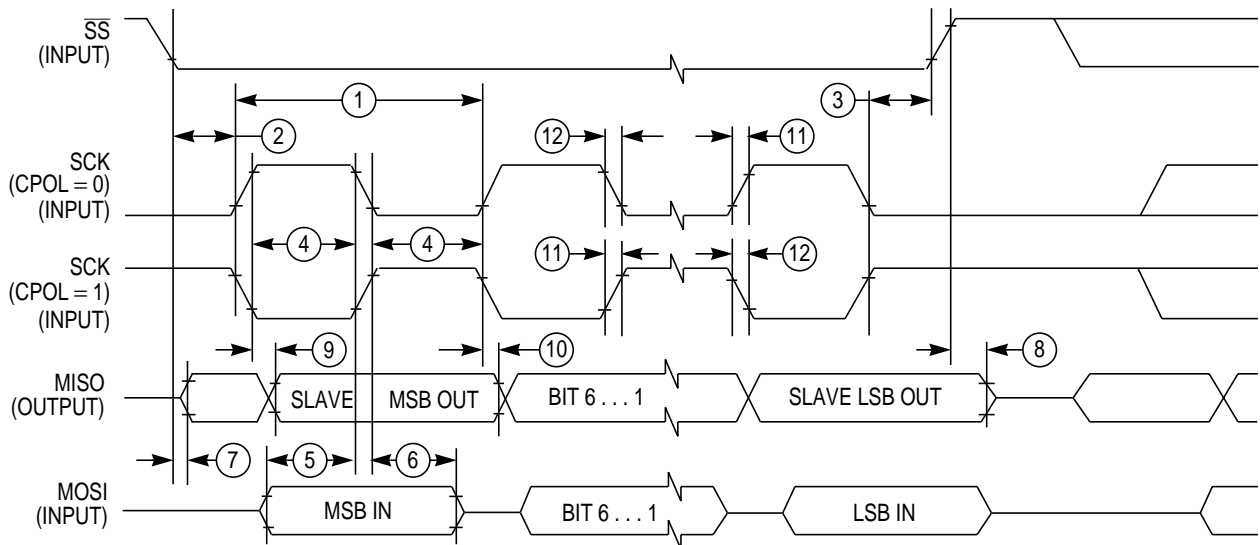 SS
(INPUT)
1
3
2
12
11
SCK
(CPOL = 0)
(INPUT)
4
4
11
12
SCK
(CPOL = 1)
(INPUT)
9
10
8
MISO
(OUTPUT)
SLAVE
MSB OUT
BIT 6 . . . 1
SLAVE LSB OUT
7
5
6
MOSI
(INPUT)
MSB IN
BIT 6 . . . 1
LSB IN